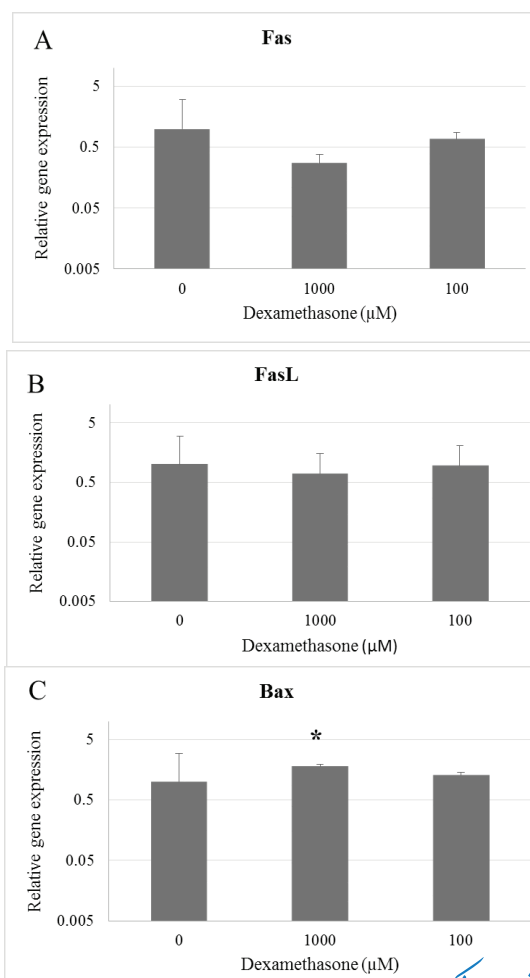 A
Fas
Relative gene expression
5
0.5
0.05
0.005
0
1000
100
Dexamethasone (µM)
B
FasL
Relative gene expression
5
0.5
0.05
0.005
0
1000
100
Dexamethasone (µM)
C
Bax
Relative gene expression
5
0.5
0.05
0.005
*
0
1000
100
Dexamethasone (µM)